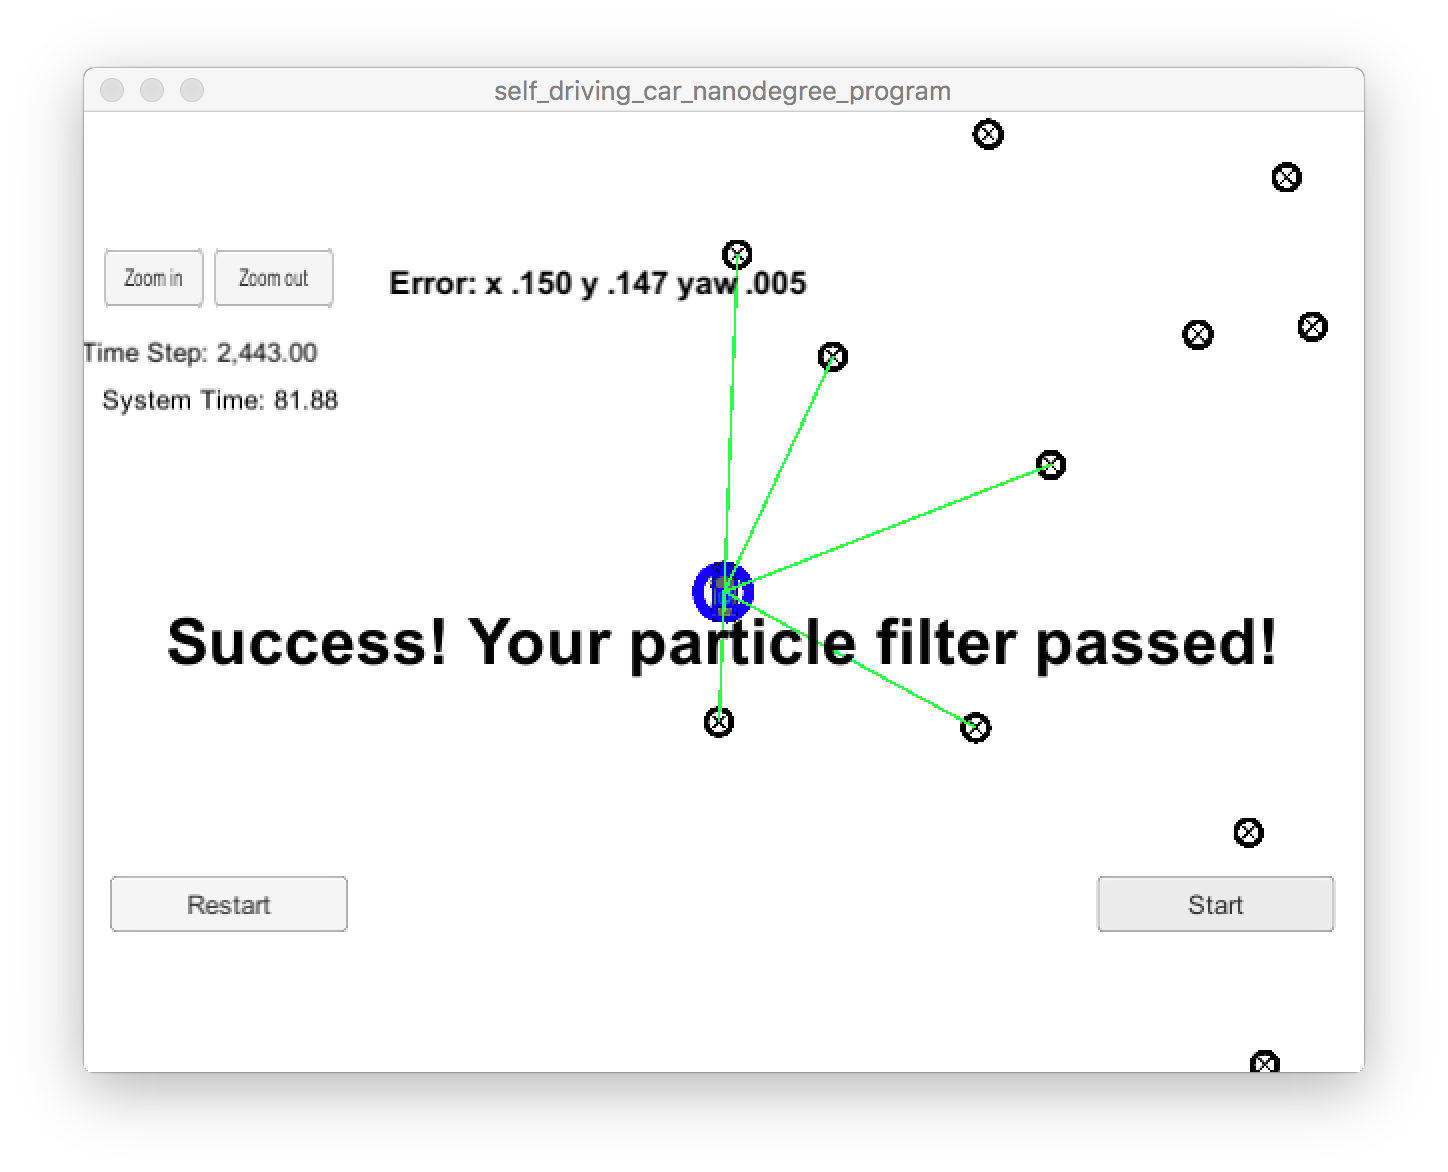 self_driving_car_nanodegree_program
Zoom in
Zoom out
Error: x .150 y .147 yaw .005
Time Step: 2,443.00
System Time: 81.88
Success! Your particle filter passed!
Restart
Start